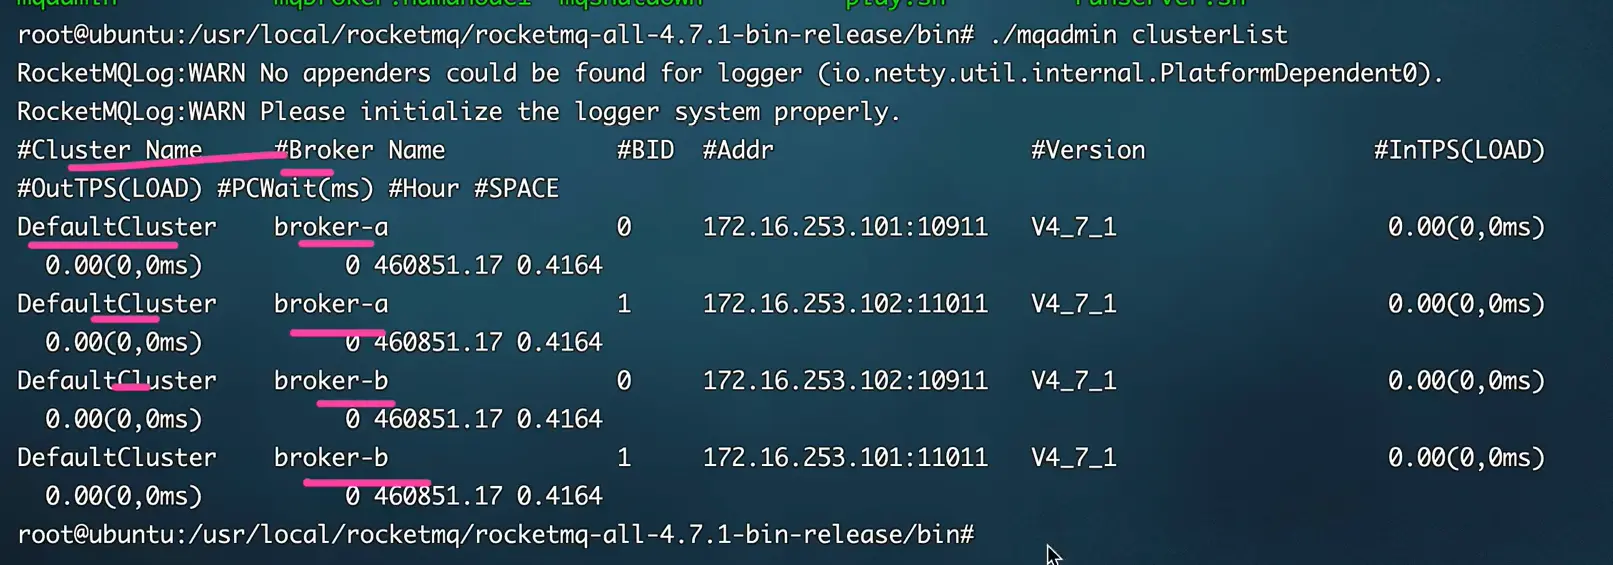 mqadmin mqbroker.numanode1 mqshutdown play.sh runserver.sh
root@ubuntu:/usr/local/rocketmq/rocketmq-all-4.7.1-bin-release/bin# ./mqadmin clusterList
RocketMQLog:WARN No appenders could be found for logger (io.netty.util.internal.PlatformDependent0).
RocketMQLog:WARN Please initialize the logger system properly.
#Cluster Name #Broker Name #BID #Addr #Version #InTPS(LOAD)
#OutTPS(LOAD) #PCWait(ms) #Hour #SPACE
DefaultCluster broker-a 0 172.16.253.101:10911 V4_7_1 0.00(0,0ms)
0.00(0,0ms) 0 460851.17 0.4164
DefaultCluster broker-a 1 172.16.253.102:11011 V4_7_1 0.00(0,0ms)
0.00(0,0ms) 0 460851.17 0.4164
DefaultCluster broker-b 0 172.16.253.102:10911 V4_7_1 0.00(0,0ms)
0.00(0,0ms) 0 460851.17 0.4164
DefaultCluster broker-b 1 172.16.253.101:11011 V4_7_1 0.00(0,0ms)
0.00(0,0ms) 0 460851.17 0.4164
root@ubuntu:/usr/local/rocketmq/rocketmq-all-4.7.1-bin-release/bin#